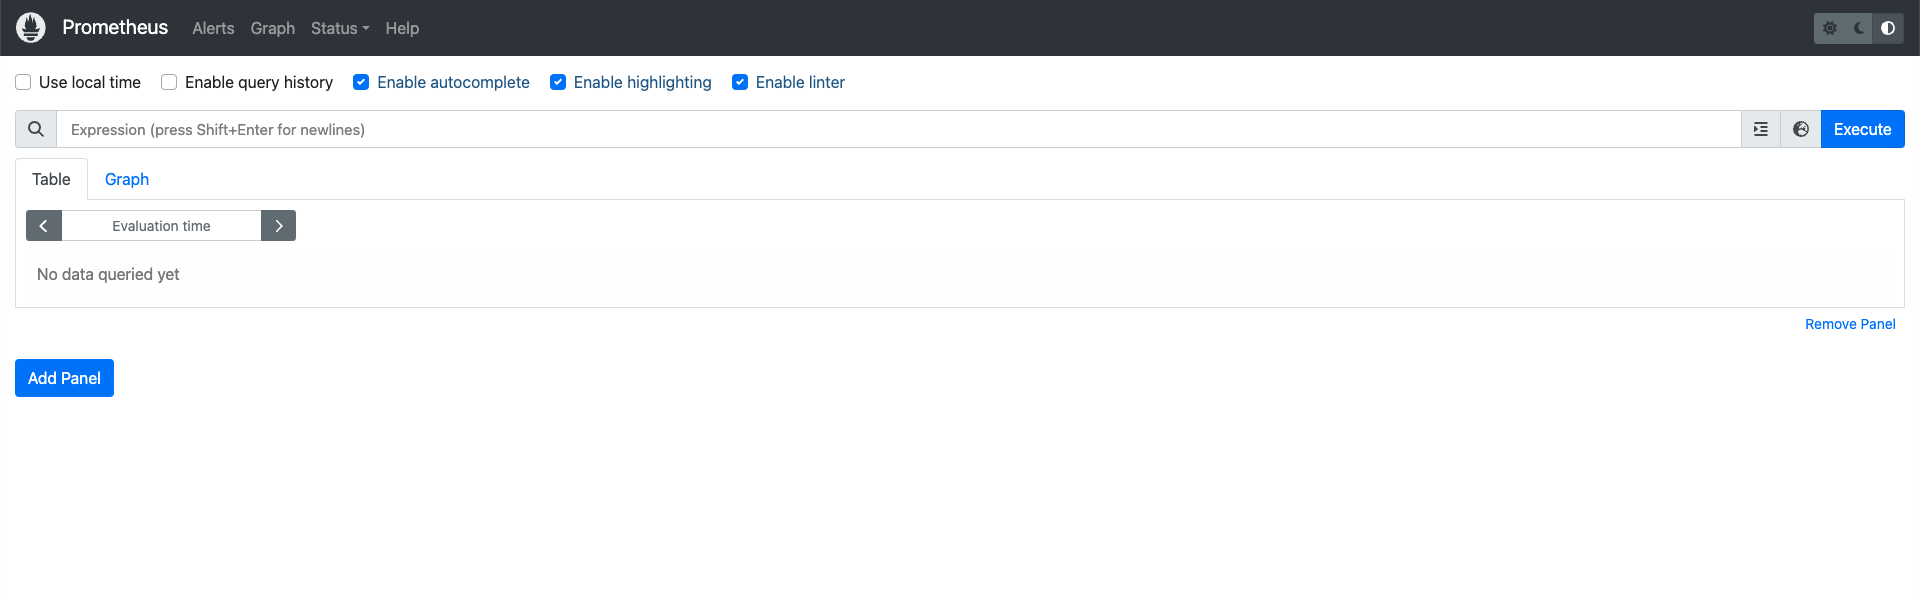 Prometheus Alerts Graph Status Help
Use local time Enable query history Enable autocomplete Enable highlighting Enable linter
Expression (press Shift+Enter for newlines) Execute
Table Graph
Evaluation time
No data queried yet
Remove Panel
Add Panel